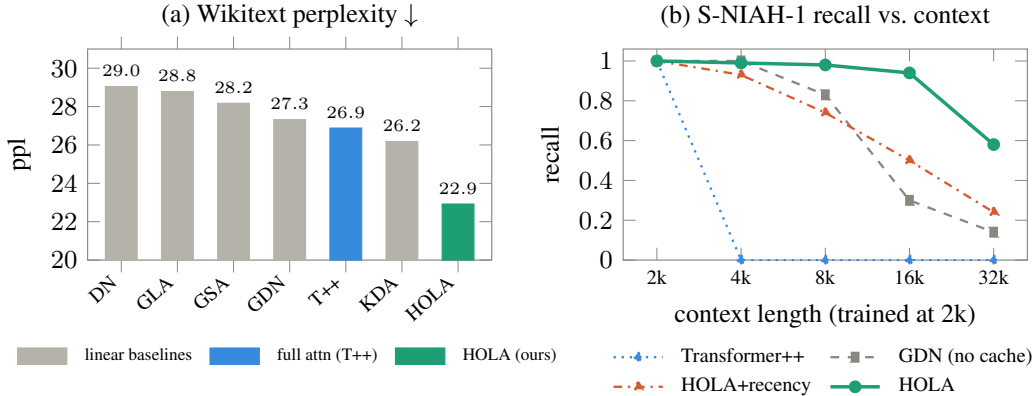 (a) Wikitext perplexity ↓
30
28
26
24
22
20
ppl
29.0
28.8
28.2
27.3
26.9
26.2
22.9
DN
GLA
GSA
GDN
T++
KDA
HOLA
linear baselines
full attn (T++)
HOLA (ours)
(b) S-NIAH-1 recall vs. context
1
0.8
0.6
0.4
0.2
0
recall
2k 4k 8k 16k 32k
context length (trained at 2k)
Transformer++
GDN (no cache)
HOLA+recency
HOLA